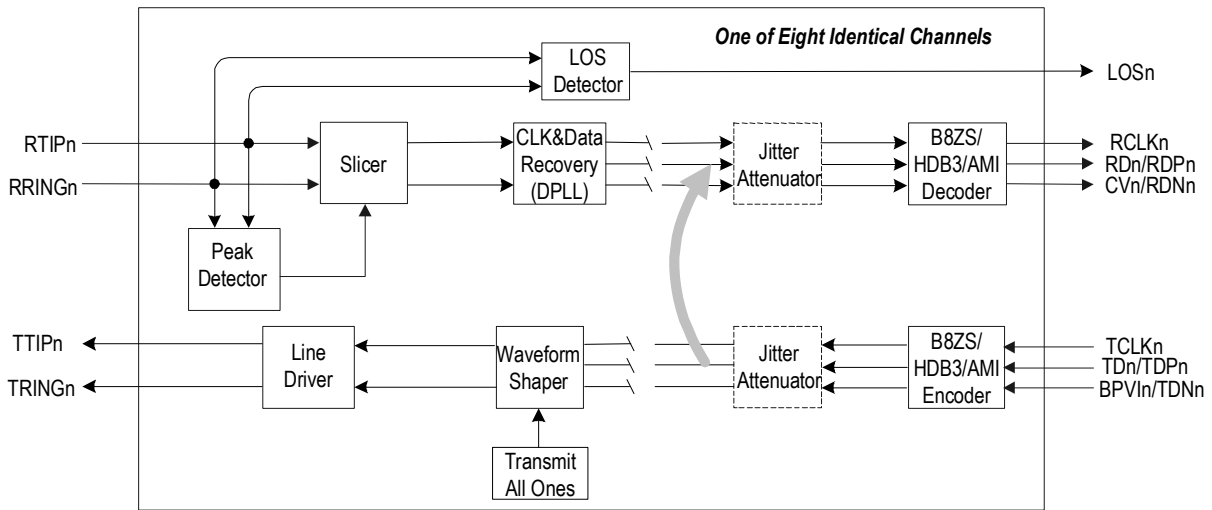 One of Eight Identical Channels
LOS
Detector
LOSn
RTIPn
RRINGn
Slicer
CLK&Data
Recovery
(DPLL)
Jitter
Attenuator
B8ZS/
HDB3/AMI
Decoder
RCLKn
RDn/RDPn
CVn/RDNn
Peak
Detector
TTIPn
TRINGn
Line
Driver
Waveform
Shaper
Jitter
Attenuator
B8ZS/
HDB3/AMI
Encoder
TCLKn
TDn/TDPn
BPVIn/TDNn
Transmit
All Ones